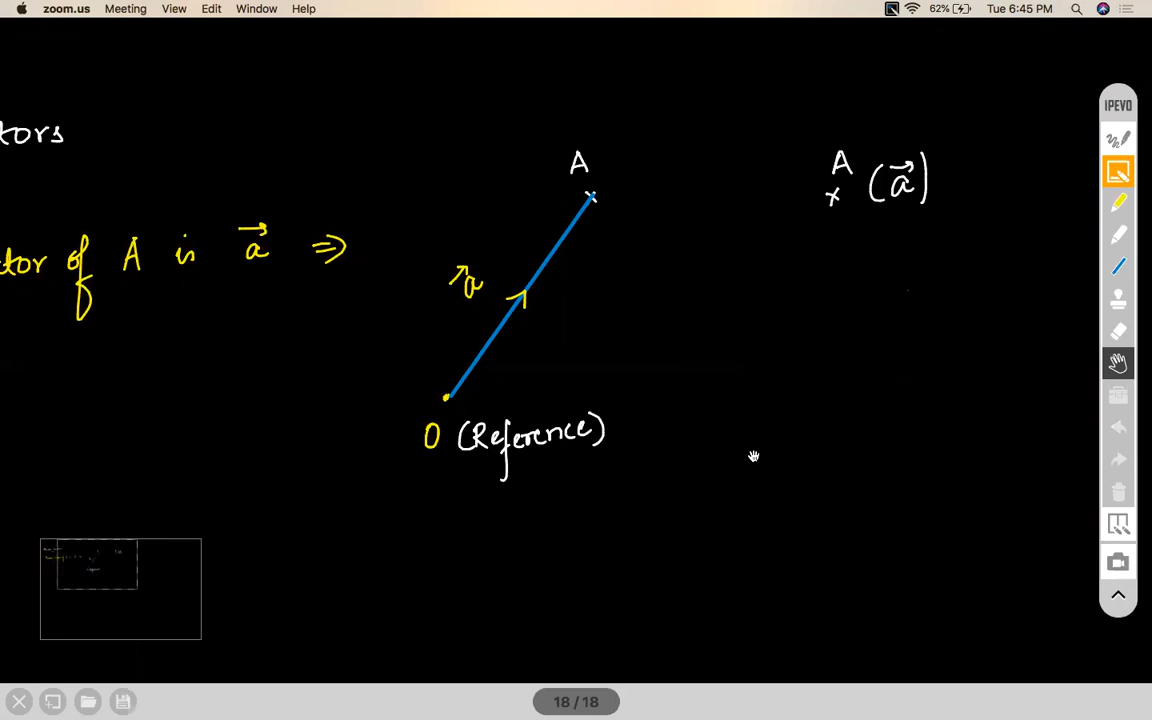 zoom.us Meeting View Edit Window Help 62% Tue 6:45 PM
IPEVO
tors
A
A (a⃗)
tor of A is a⃗ ⇒
a⃗
O (Reference)
18 / 18